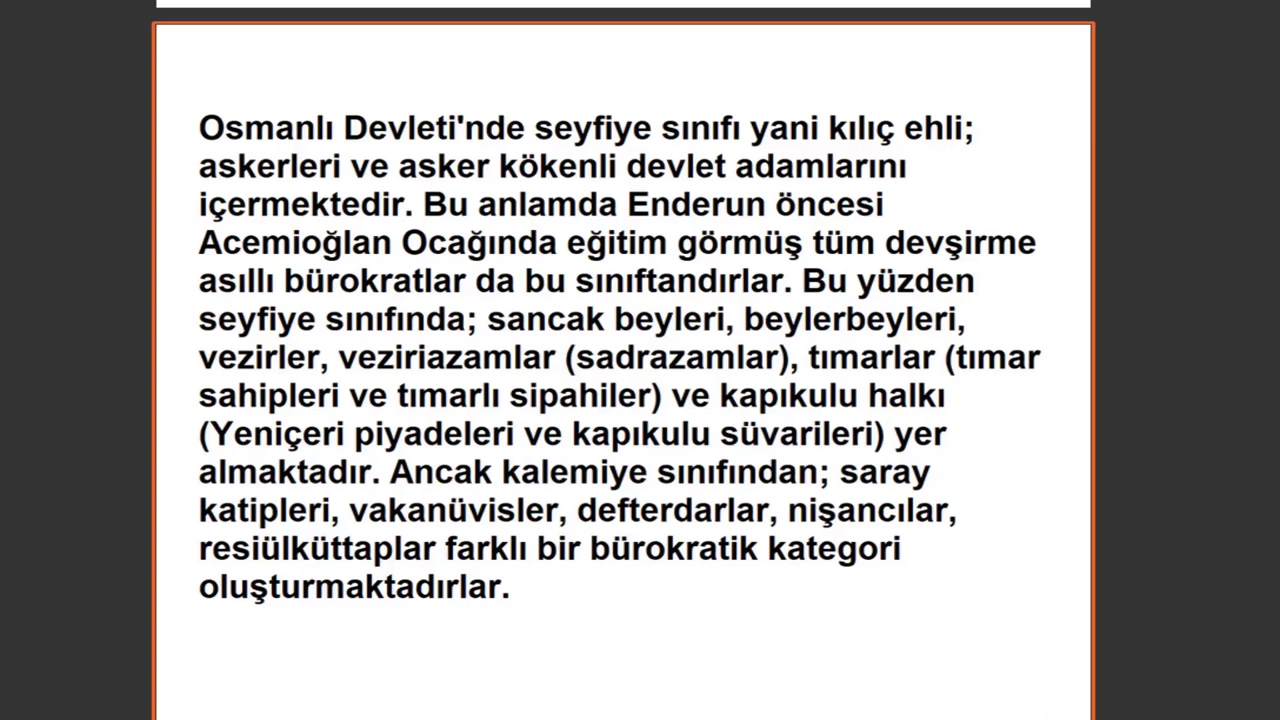 Osmanlı Devleti'nde seyfiye sınıfı yani kılıç ehli;
askerleri ve asker kökenli devlet adamlarını
içermektedir. Bu anlamda Enderun öncesi
Acemioğlan Ocağında eğitim görmüş tüm devşirme
asıllı bürokratlar da bu sınıftandırlar. Bu yüzden
seyfiye sınıfında; sancak beyleri, beylerbeyleri,
vezirler, veziriazamlar (sadrazamlar), tımarlar (tımar
sahipleri ve tımarlı sipahiler) ve kapıkulu halkı
(Yeniçeri piyadeleri ve kapıkulu süvarileri) yer
almaktadır. Ancak kalemiye sınıfından; saray
katipleri, vakanüvisler, defterdarlar, nişancılar,
resiülküttaplar farklı bir bürokratik kategori
oluşturmaktadırlar.